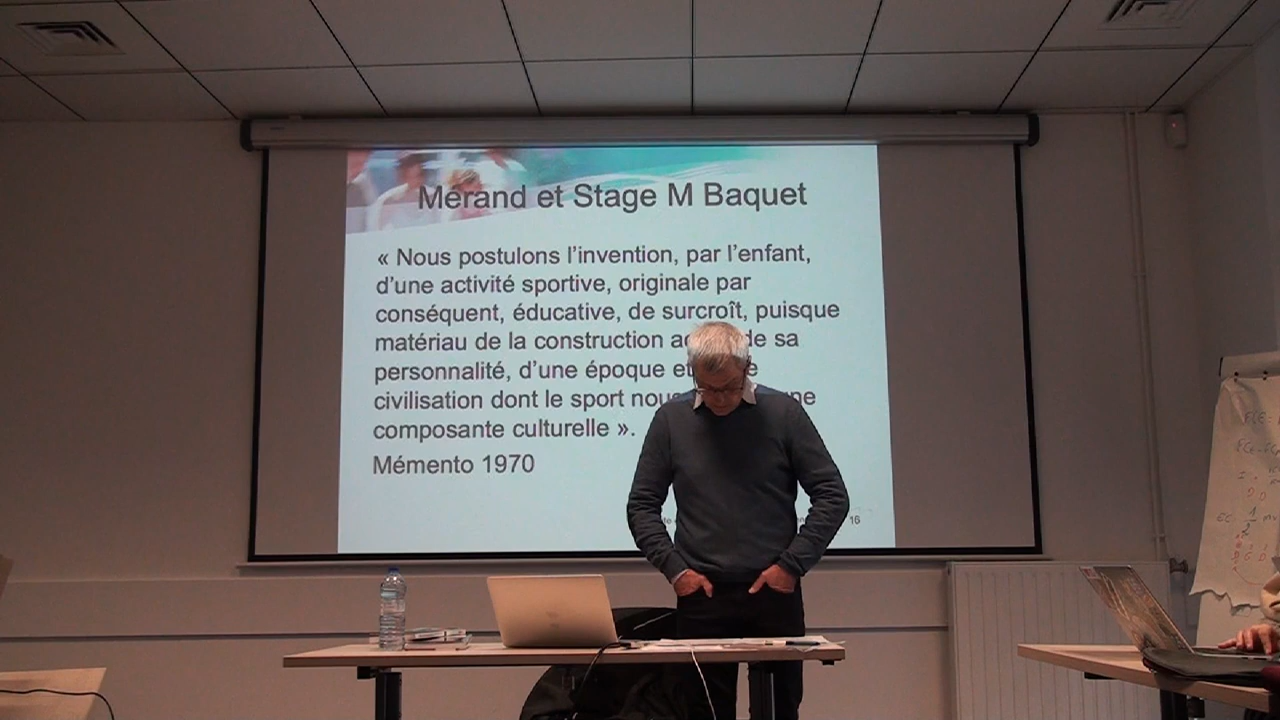 Mérand et Stage M Baquet
« Nous postulons l'invention, par l'enfant,
d'une activité sportive, originale par
conséquent, éducative, de surcroît, puisque
matériau de la construction de sa
personnalité, d'une époque et
civilisation dont le sport nous
composante culturelle ».
Mémento 1970
16